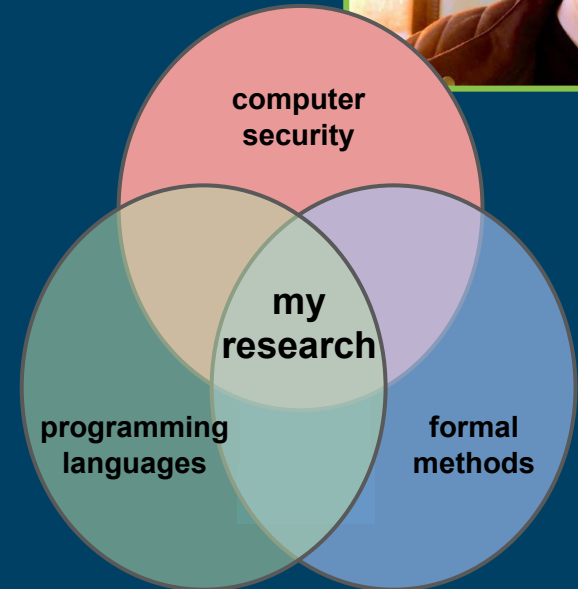 computer
security
my
research
programming
languages
formal
methods